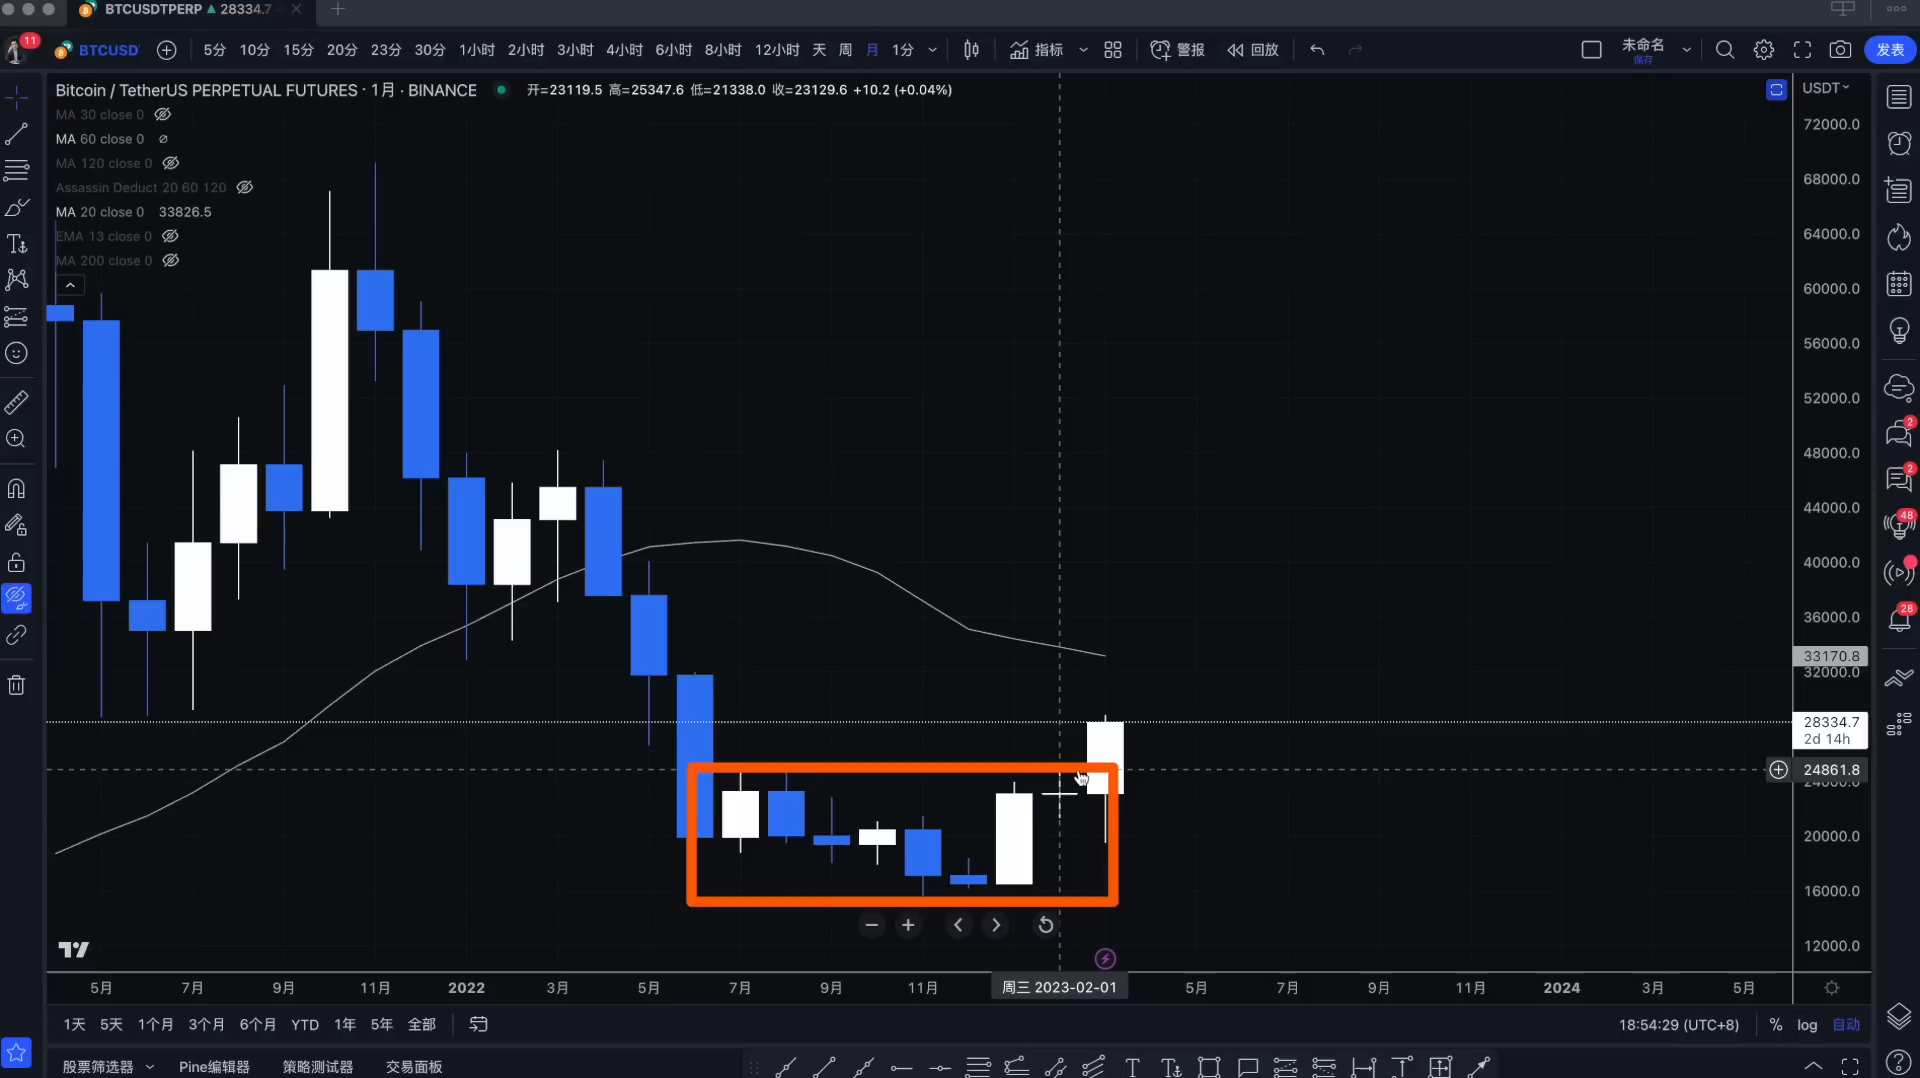 BTCUSDTPERP ▲ 28334.7
11
BTCUSD
5分 10分 15分 20分 23分 30分 1小时 2小时 3小时 4小时 6小时 8小时 12小时 天 周 月 1分
指标
警报
回放
未命名
保存
发表
Bitcoin / TetherUS PERPETUAL FUTURES · 1月 · BINANCE
开=23119.5 高=25347.6 低=21338.0 收=23129.6 +10.2 (+0.04%)
USDT
MA 30 close 0
MA 60 close 0 ∅
MA 120 close 0
Assassin Deduct 20 60 120
MA 20 close 0 33826.5
EMA 13 close 0
MA 200 close 0
72000.0
68000.0
64000.0
60000.0
56000.0
52000.0
48000.0
44000.0
40000.0
36000.0
33170.8
32000.0
28334.7
2d 14h
24861.8
24000.0
20000.0
16000.0
12000.0
2
2
48
28
5月 7月 9月 11月 2022 3月 5月 7月 9月 11月 周三 2023-02-01 5月 7月 9月 11月 2024 3月 5月
1天 5天 1个月 3个月 6个月 YTD 1年 5年 全部
18:54:29 (UTC+8) % log 自动
股票筛选器 Pine编辑器 策略测试器 交易面板